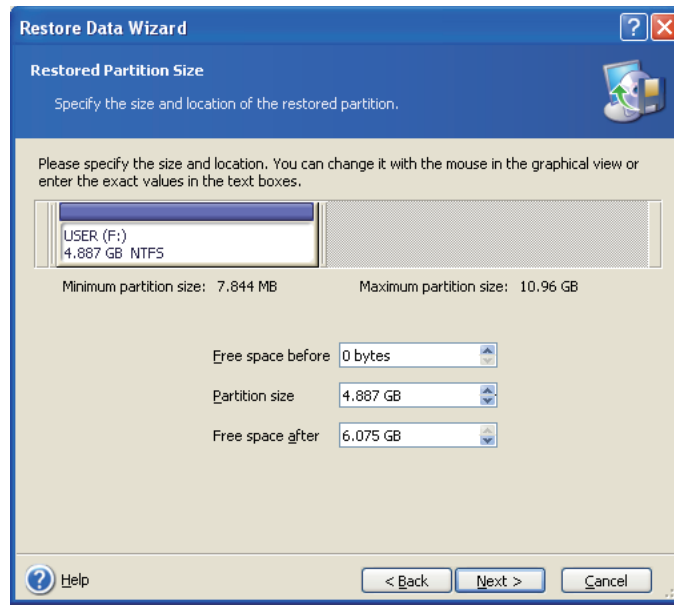 Restore Data Wizard
Restored Partition Size
Specify the size and location of the restored partition.
Please specify the size and location. You can change it with the mouse in the graphical view or
enter the exact values in the text boxes.
USER (F:)
4.887 GB NTFS
Minimum partition size: 7.844 MB Maximum partition size: 10.96 GB
Free space before 0 bytes
Partition size 4.887 GB
Free space after 6.075 GB
Help < Back Next > Cancel